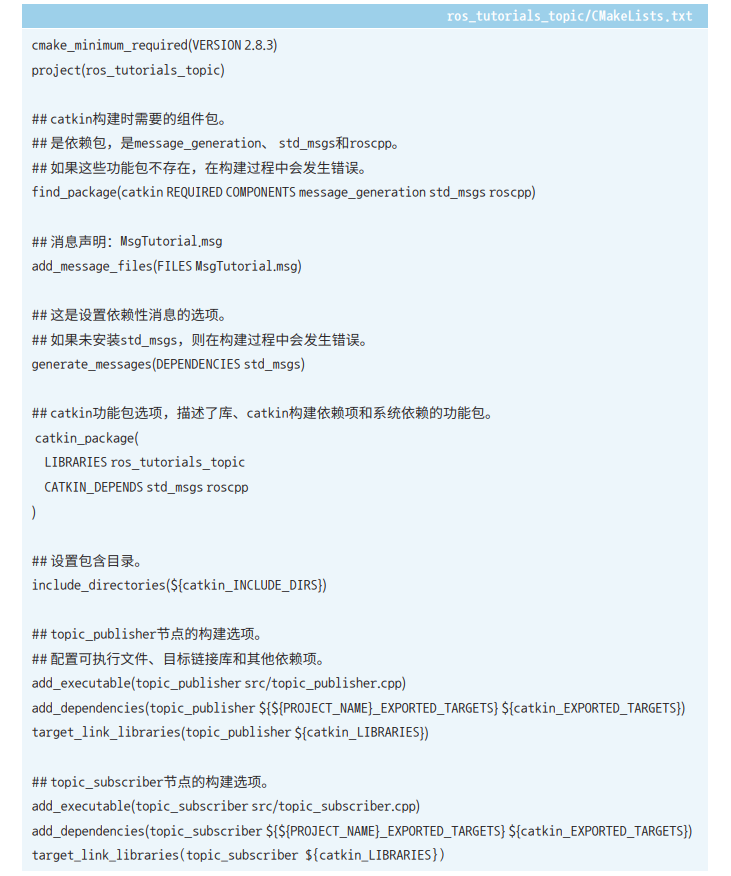 ros_tutorials_topic/CMakeLists.txt
cmake_minimum_required(VERSION 2.8.3)
project(ros_tutorials_topic)
## catkin构建时需要的组件包。
## 是依赖包，是message_generation、 std_msgs和roscpp。
## 如果这些功能包不存在，在构建过程中会发生错误。
find_package(catkin REQUIRED COMPONENTS message_generation std_msgs roscpp)
## 消息声明：MsgTutorial.msg
add_message_files(FILES MsgTutorial.msg)
## 这是设置依赖性消息的选项。
## 如果未安装std_msgs，则在构建过程中会发生错误。
generate_messages(DEPENDENCIES std_msgs)
## catkin功能包选项，描述了库、catkin构建依赖项和系统依赖的功能包。
catkin_package(
LIBRARIES ros_tutorials_topic
CATKIN_DEPENDS std_msgs roscpp
)
## 设置包含目录。
include_directories(${catkin_INCLUDE_DIRS})
## topic_publisher节点的构建选项。
## 配置可执行文件、目标链接库和其他依赖项。
add_executable(topic_publisher src/topic_publisher.cpp)
add_dependencies(topic_publisher ${${PROJECT_NAME}_EXPORTED_TARGETS} ${catkin_EXPORTED_TARGETS})
target_link_libraries(topic_publisher ${catkin_LIBRARIES})
## topic_subscriber节点的构建选项。
add_executable(topic_subscriber src/topic_subscriber.cpp)
add_dependencies(topic_subscriber ${${PROJECT_NAME}_EXPORTED_TARGETS} ${catkin_EXPORTED_TARGETS})
target_link_libraries(topic_subscriber ${catkin_LIBRARIES})